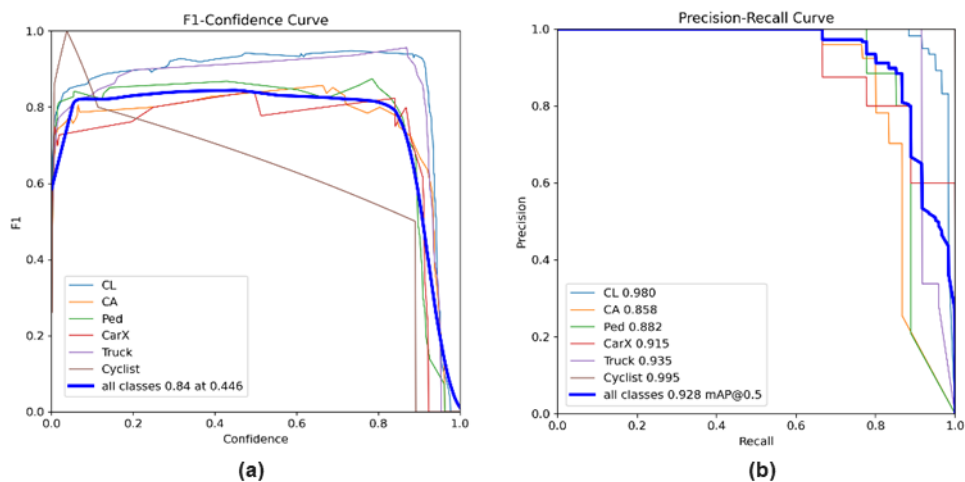 F1-Confidence Curve
1.0
0.8
0.6
0.4
0.2
0.0
F1
0.0 0.2 0.4 0.6 0.8 1.0
Confidence
CL
CA
Ped
CarX
Truck
Cyclist
all classes 0.84 at 0.446
(a)
Precision-Recall Curve
1.0
0.8
0.6
0.4
0.2
0.0
Precision
0.0 0.2 0.4 0.6 0.8 1.0
Recall
CL 0.980
CA 0.858
Ped 0.882
CarX 0.915
Truck 0.935
Cyclist 0.995
all classes 0.928 mAP@0.5
(b)